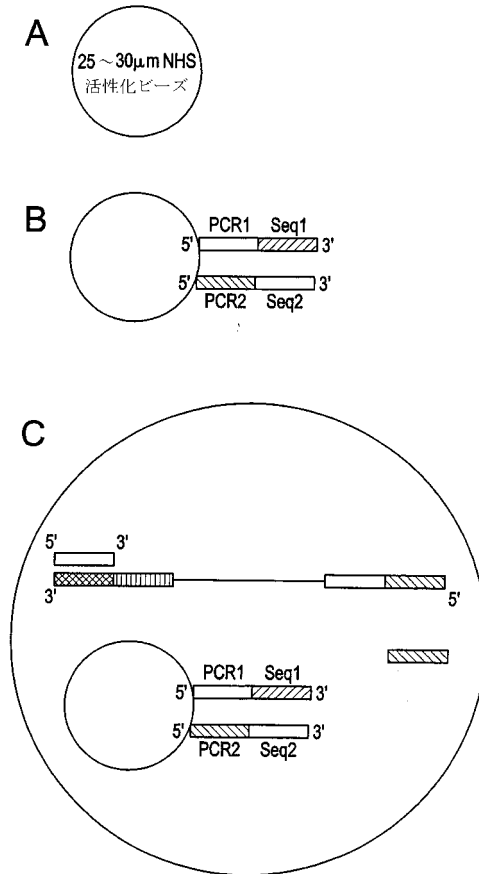 A
25～30μm NHS
活性化ビーズ
B
PCR1 Seq1
5' 3'
5' 3'
PCR2 Seq2
C
5' 3'
3' 5'
PCR1 Seq1
5' 3'
5' 3'
PCR2 Seq2